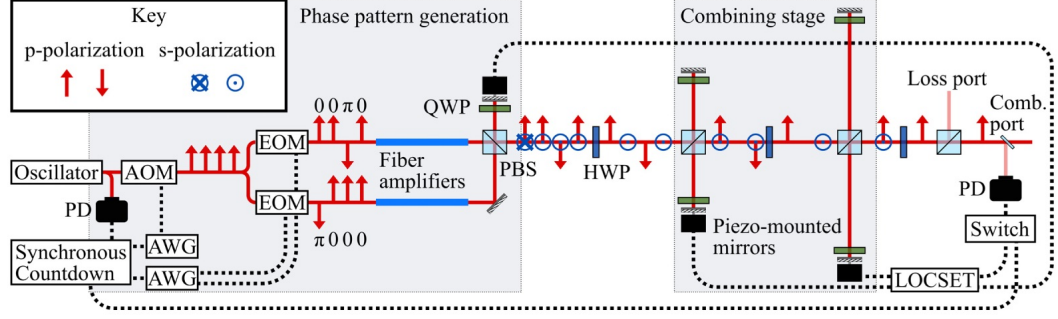 Key
p-polarization s-polarization
Phase pattern generation
Combining stage
QWP
Loss port
Comb.
port
0 0 π 0
EOM
PBS
HWP
Fiber
amplifiers
Oscillator
AOM
PD
EOM
π 0 0 0
PD
Switch
Piezo-mounted
mirrors
Synchronous
Countdown
AWG
AWG
LOCSET